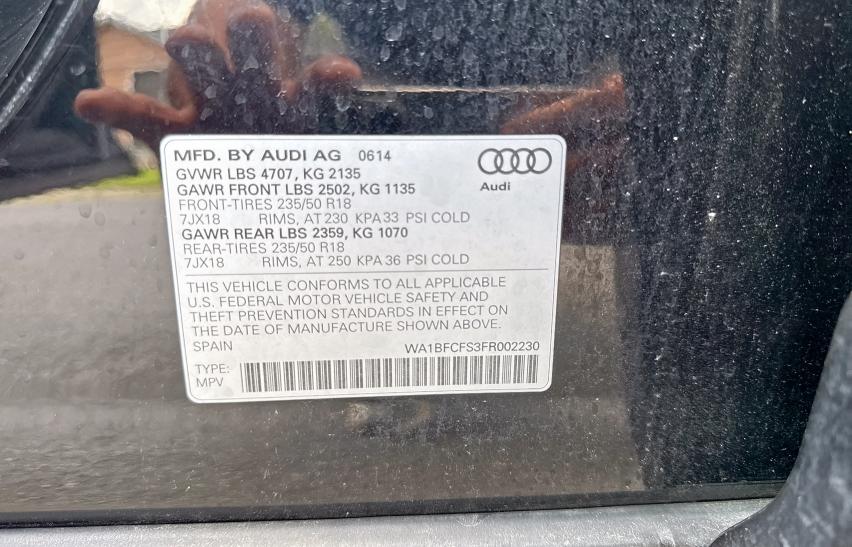 MFD. BY AUDI AG 0614
GVWR LBS 4707, KG 2135
GAWR FRONT LBS 2502, KG 1135
FRONT-TIRES 235/50 R18
7JX18 RIMS, AT 230 KPA 33 PSI COLD
GAWR REAR LBS 2359, KG 1070
REAR-TIRES 235/50 R18
7JX18 RIMS, AT 250 KPA 36 PSI COLD
Audi
THIS VEHICLE CONFORMS TO ALL APPLICABLE
U.S. FEDERAL MOTOR VEHICLE SAFETY AND
THEFT PREVENTION STANDARDS IN EFFECT ON
THE DATE OF MANUFACTURE SHOWN ABOVE.
SPAIN WA1BFCFS3FR002230
TYPE:
MPV